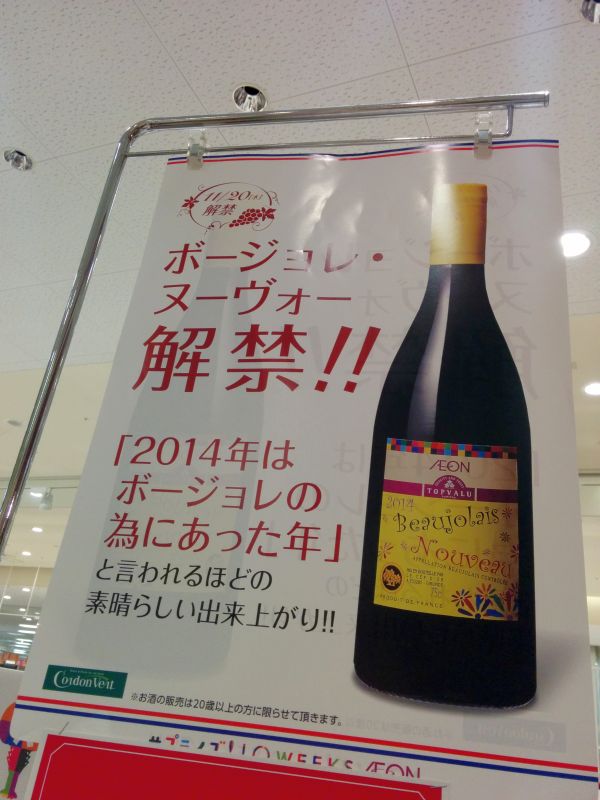 11/20(木)
解禁
ボージョレ・
ヌーヴォー
解禁!!
「2014年は
ボージョレの
為にあった年」
と言われるほどの
素晴らしい出来上がり!!
ÆON
TOPVALU
2014
Beaujolais
Nouveau
APPELLATION BEAUJOLAIS CONTRÔLÉE
75cl
PRODUIT DE FRANCE
CordonVert
※お酒の販売は20歳以上の方に限らせて頂きます。
WEEKS ÆON